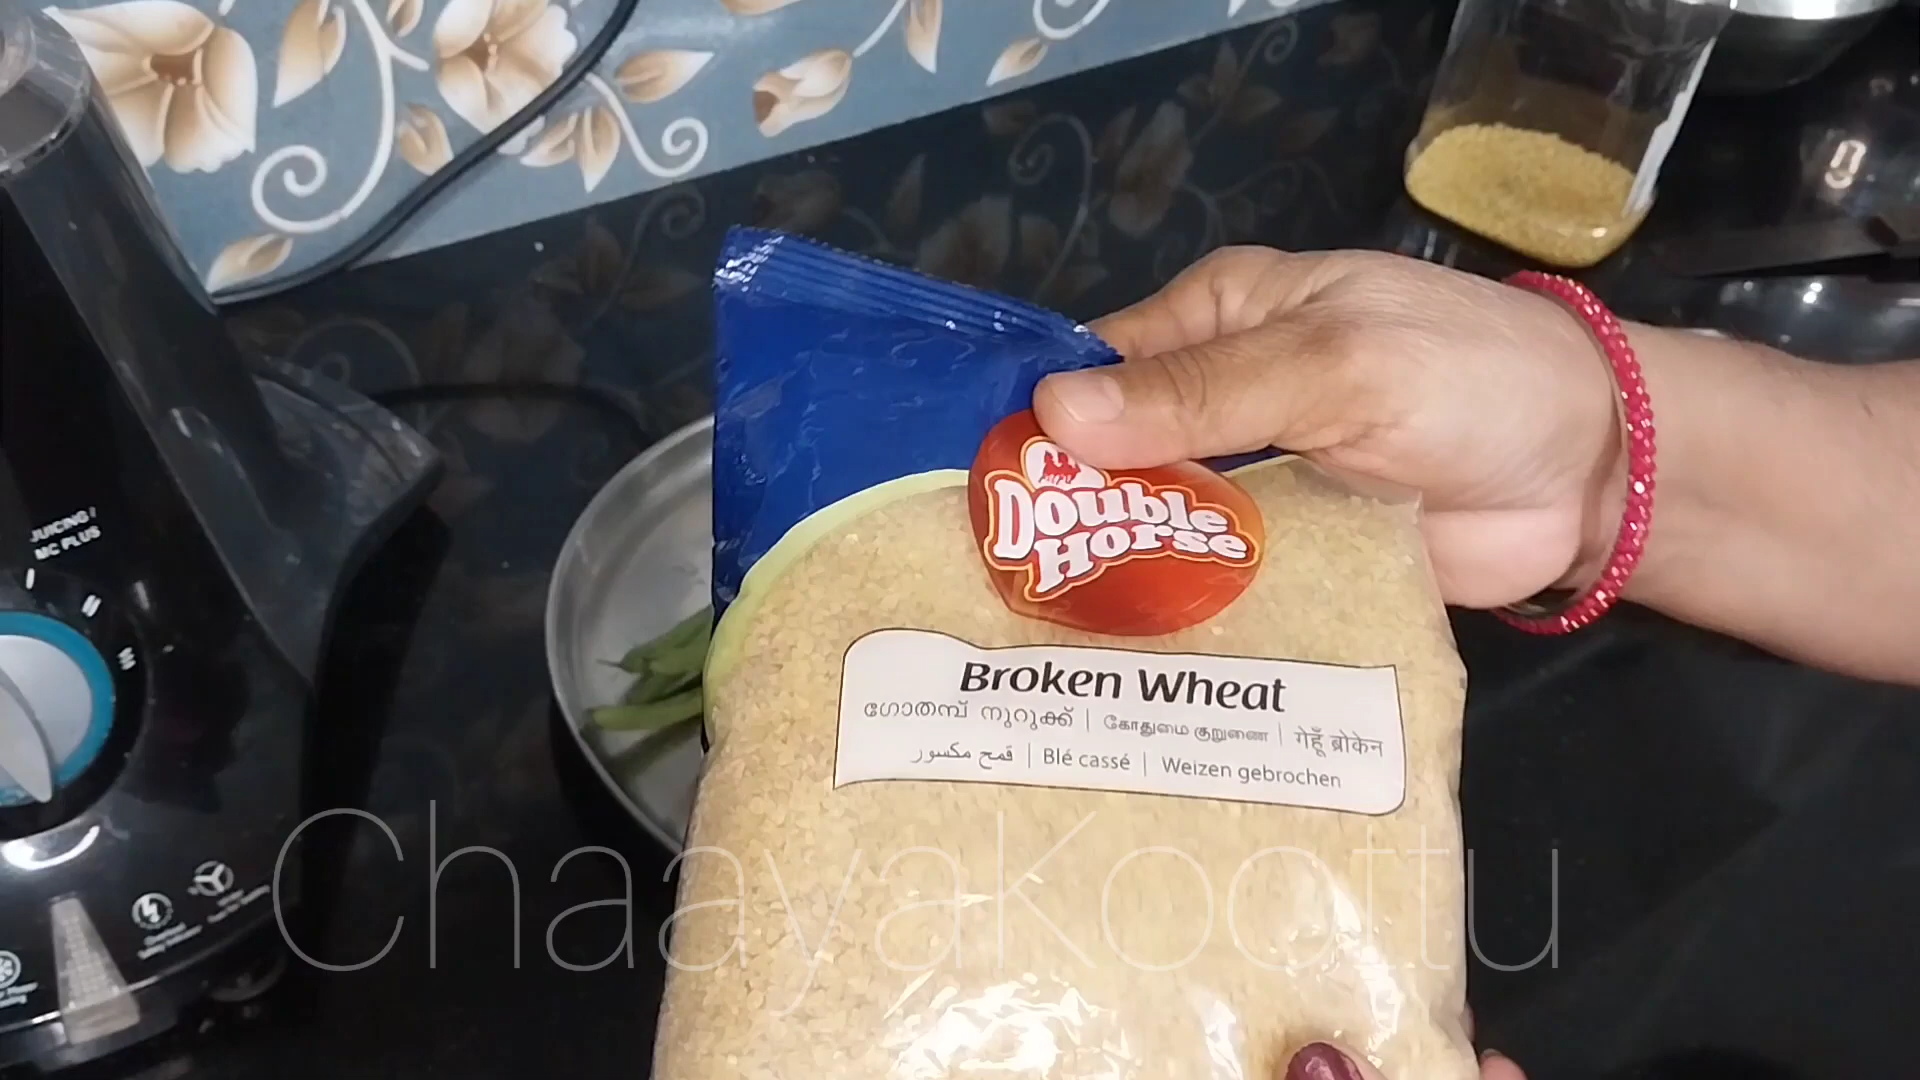 JUICING /
MC PLUS
Double
Horse
Broken Wheat
ഗോതമ്പ് നുറുക്ക് | கோதுமை குறுணை | गेहूँ ब्रोकेन
قمح مكسور | Blé cassé | Weizen gebrochen
ChaayaKoottu